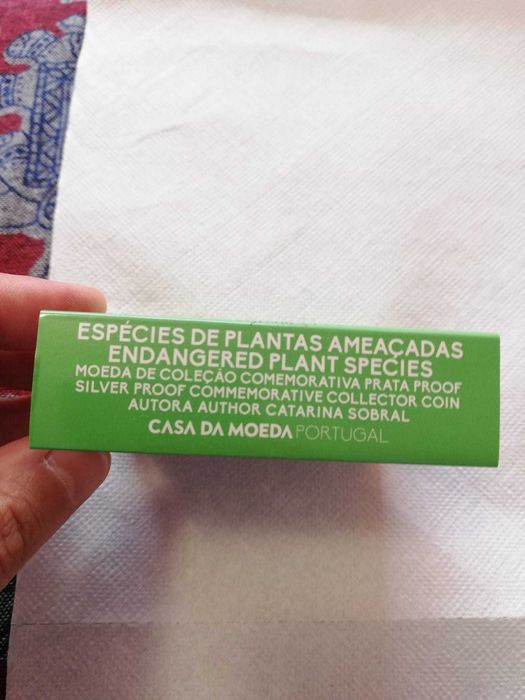 ESPÉCIES DE PLANTAS AMEAÇADAS
ENDANGERED PLANT SPECIES
MOEDA DE COLEÇÃO COMEMORATIVA PRATA PROOF
SILVER PROOF COMMEMORATIVE COLLECTOR COIN
AUTORA AUTHOR CATARINA SOBRAL
CASA DA MOEDA PORTUGAL